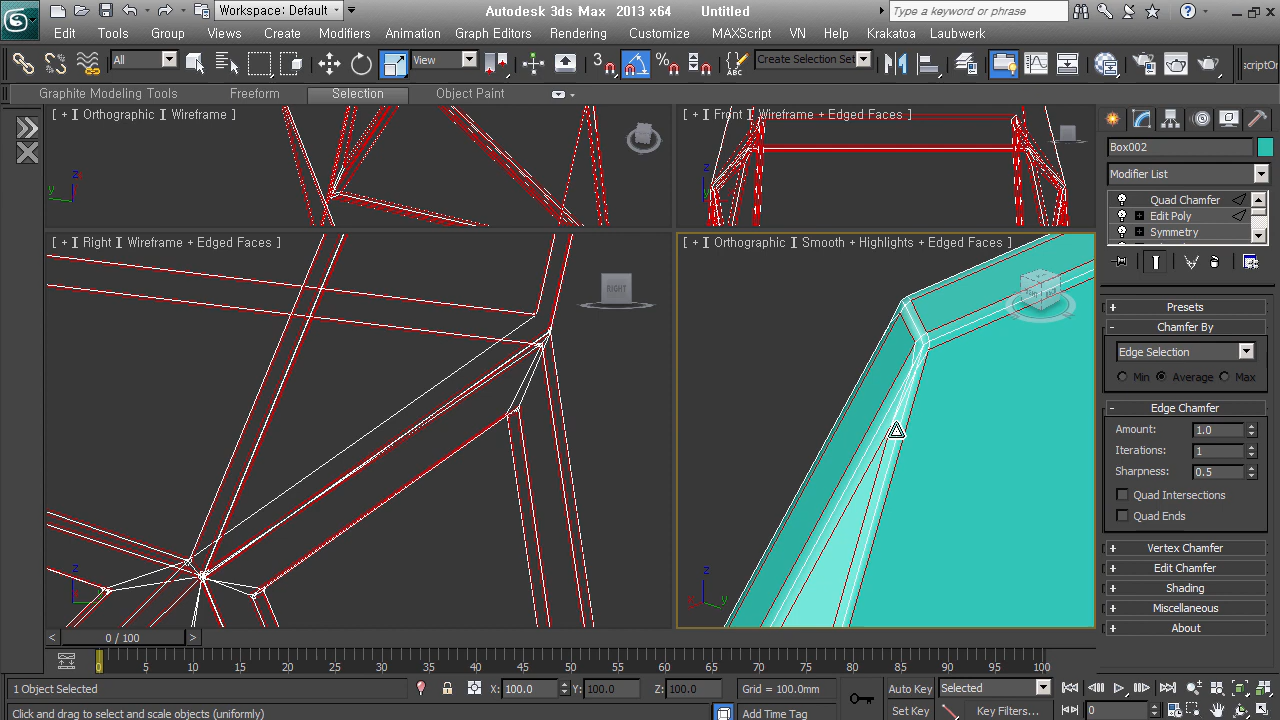 Workspace: Default
Autodesk 3ds Max 2013 x64 Untitled
Type a keyword or phrase
Edit Tools Group Views Create Modifiers Animation Graph Editors Rendering Customize MAXScript VN Help Krakatoa Laubwerk
All
View
3
Create Selection Set
scriptOr
Graphite Modeling Tools Freeform Selection Object Paint
[ + ] Orthographic ] Wireframe ]
[ + ] Front ] Wireframe + Edged Faces ]
z
y
z
y
[ + ] Right ] Wireframe + Edged Faces ]
[ + ] Orthographic ] Smooth + Highlights + Edged Faces ]
RIGHT
z
z
y
Box002
Modifier List
Quad Chamfer
Edit Poly
Symmetry
+ Presets
- Chamfer By
Edge Selection
Min Average Max
- Edge Chamfer
Amount: 1.0
Iterations: 1
Sharpness: 0.5
Quad Intersections
Quad Ends
+ Vertex Chamfer
+ Edit Chamfer
+ Shading
+ Miscellaneous
+ About
< 0 / 100 >
0 5 10 15 20 25 30 35 40 45 50 55 60 65 70 75 80 85 90 95 100
1 Object Selected
X: 100.0 Y: 100.0 Z: 100.0
Grid = 100.0mm
Auto Key
Selected
Click and drag to select and scale objects (uniformly)
Add Time Tag
Set Key
Key Filters...
0